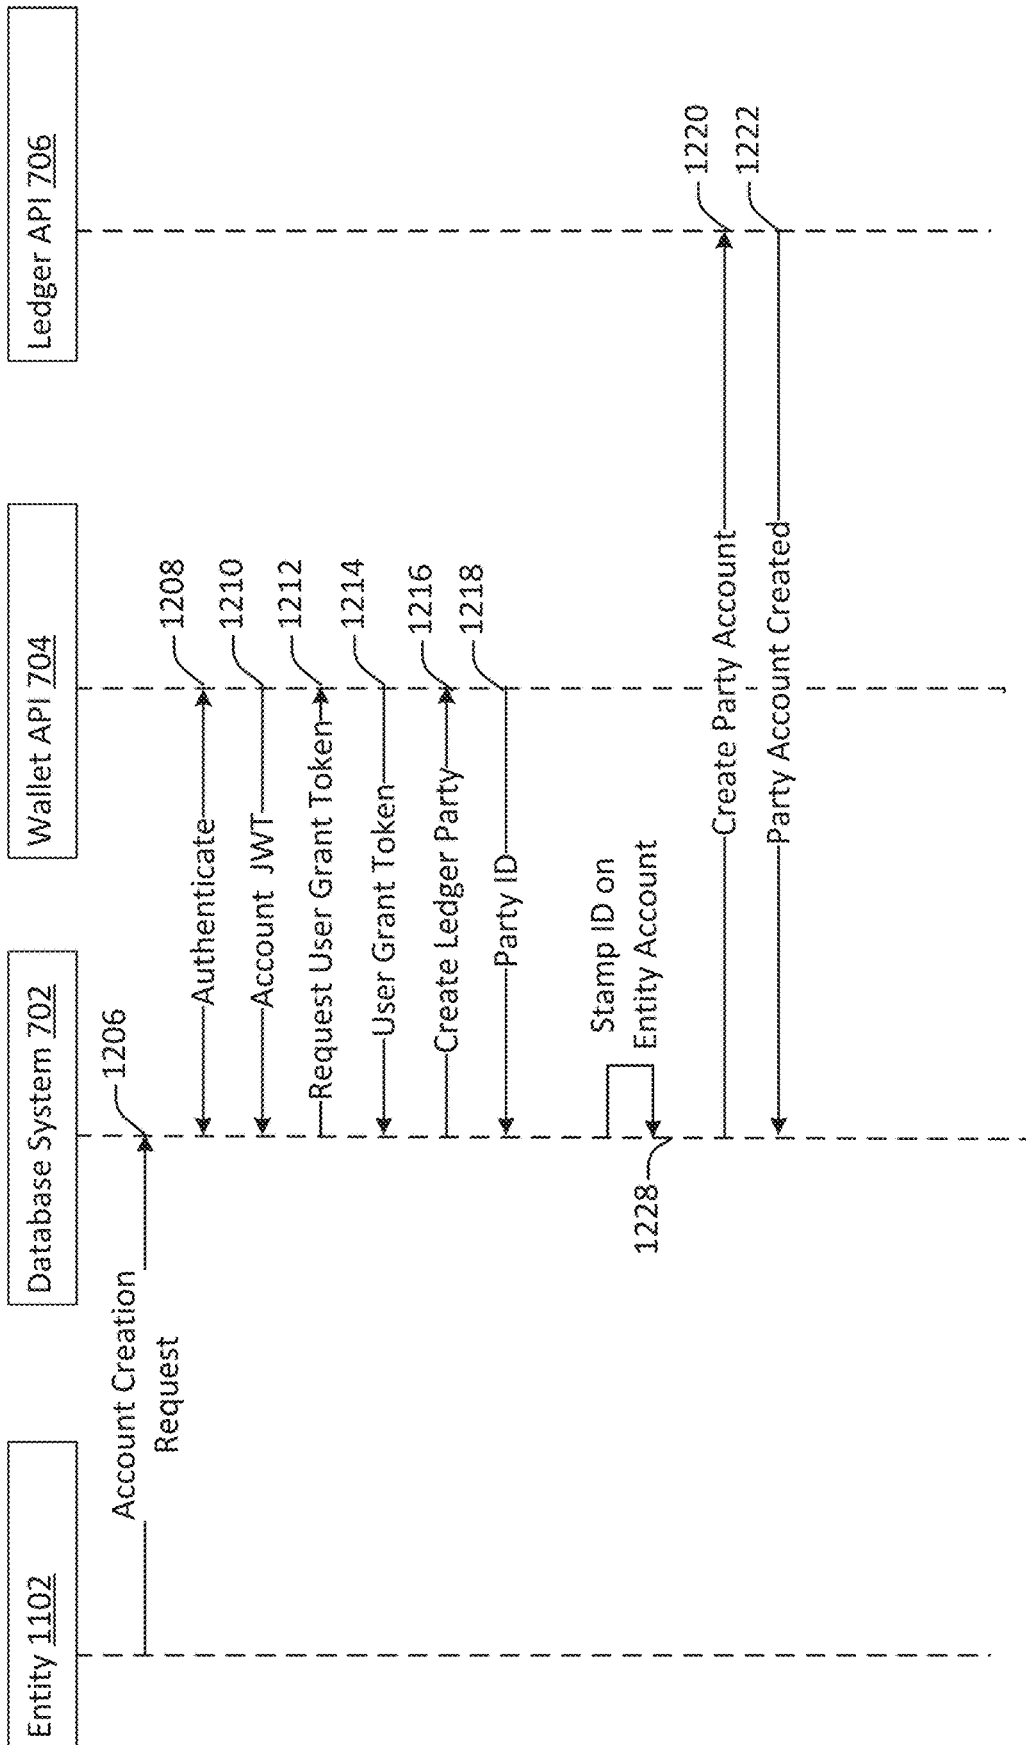 Entity 1102
Database System 702
Wallet API 704
Ledger API 706
Account Creation
Request
1206
Authenticate
1208
Account JWT
1210
Request User Grant Token
1212
User Grant Token
1214
Create Ledger Party
1216
Party ID
1218
Stamp ID on
Entity Account
1228
Create Party Account
1220
Party Account Created
1222